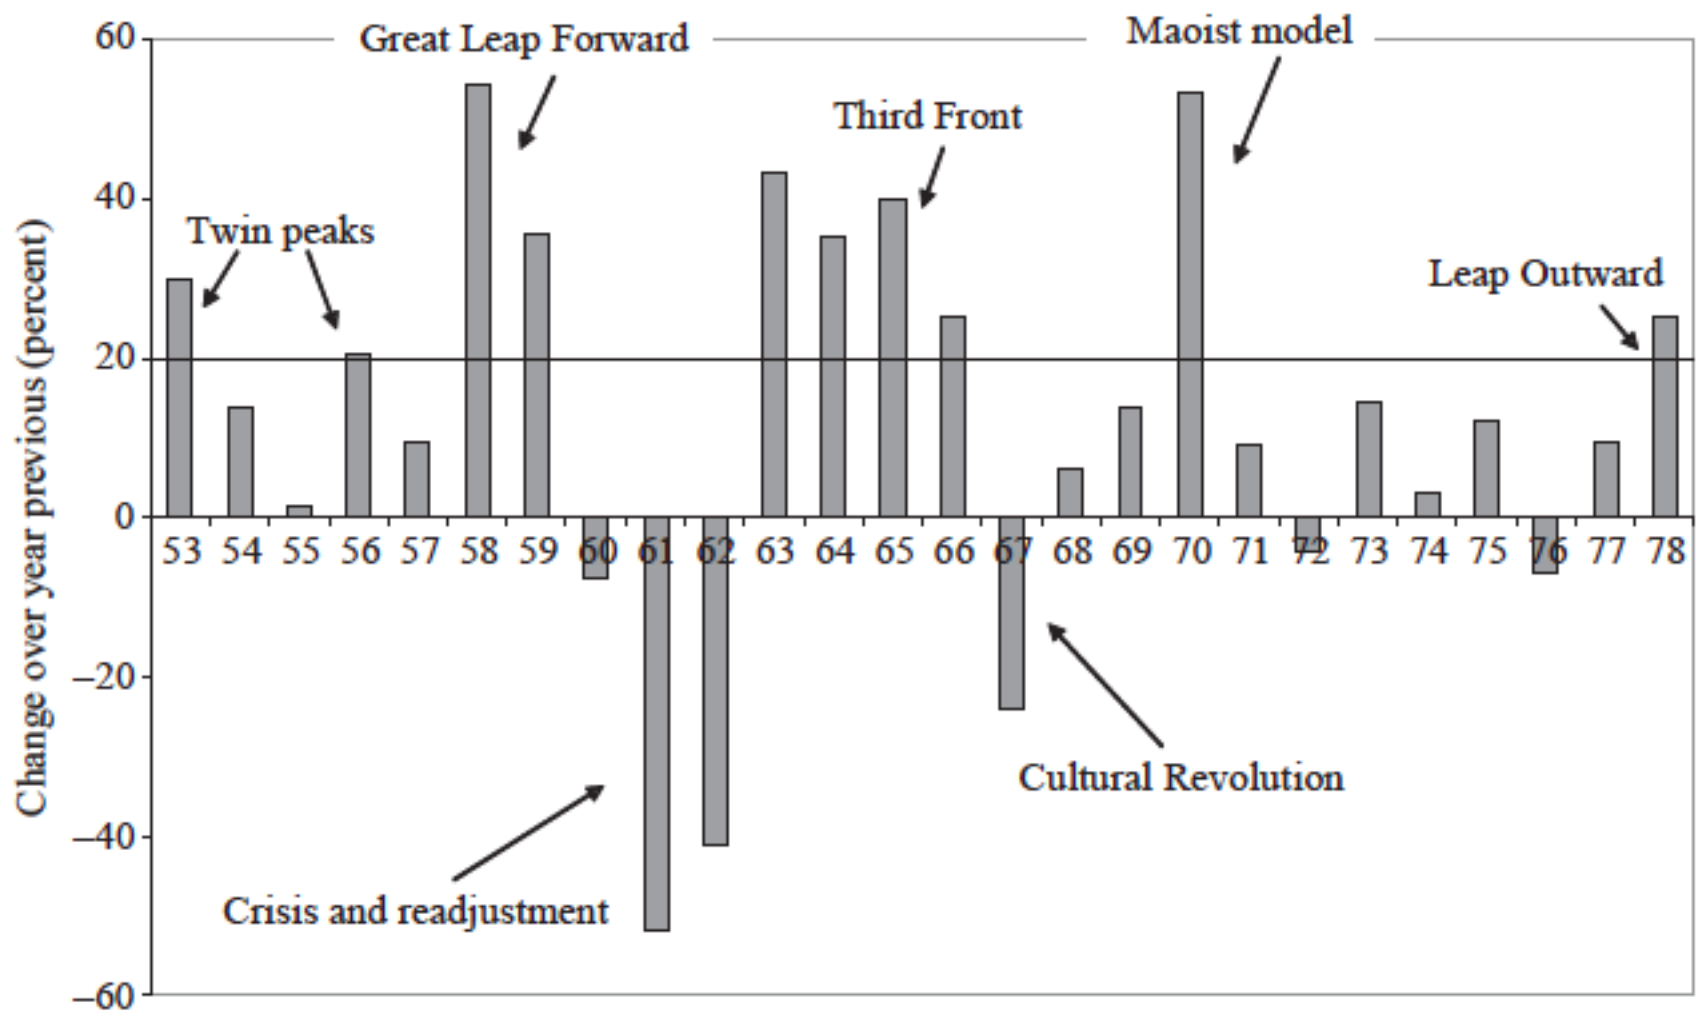 Change over year previous (percent)
60
40
20
0
–20
–40
–60
Great Leap Forward
Maoist model
Third Front
Twin peaks
Leap Outward
53 54 55 56 57 58 59 60 61 62 63 64 65 66 67 68 69 70 71 72 73 74 75 76 77 78
Cultural Revolution
Crisis and readjustment